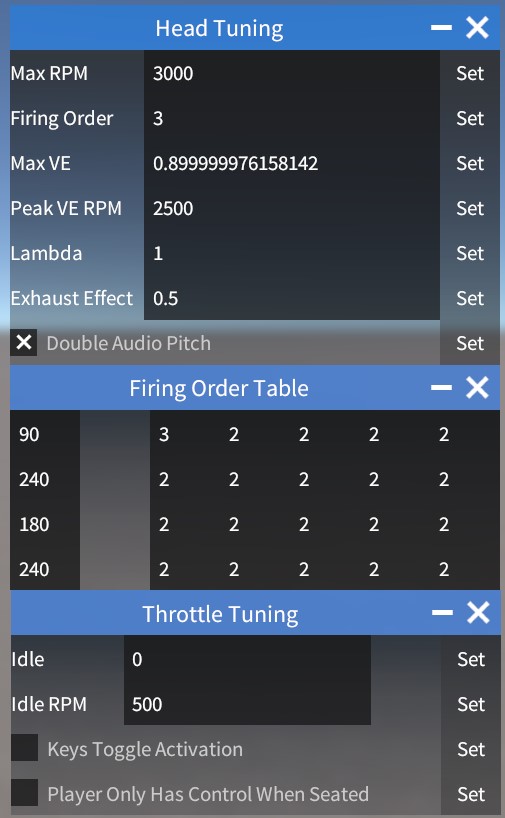 Head Tuning
Max RPM 3000 Set
Firing Order 3 Set
Max VE 0.899999976158142 Set
Peak VE RPM 2500 Set
Lambda 1 Set
Exhaust Effect 0.5 Set
Double Audio Pitch Set
Firing Order Table
90 3 2 2 2 2
240 2 2 2 2 2
180 2 2 2 2 2
240 2 2 2 2 2
Throttle Tuning
Idle 0 Set
Idle RPM 500 Set
Keys Toggle Activation Set
Player Only Has Control When Seated Set